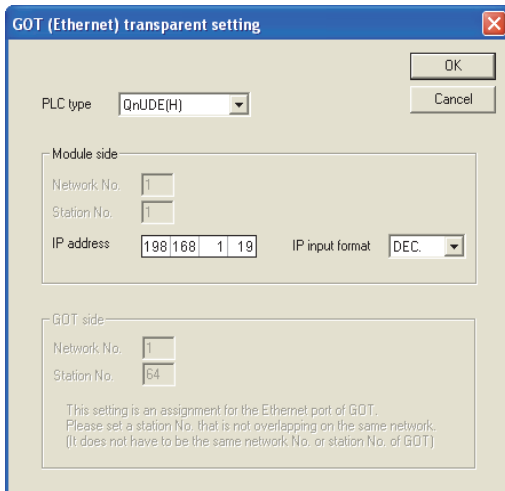 GOT (Ethernet) transparent setting
OK
PLC type QnUDE(H)
Cancel
Module side
Network No. 1
Station No. 1
IP address 198 168 1 19 IP input format DEC.
GOT side
Network No. 1
Station No. 64
This setting is an assignment for the Ethernet port of GOT.
Please set a station No. that is not overlapping on the same network.
(It does not have to be the same network No. or station No. of GOT)